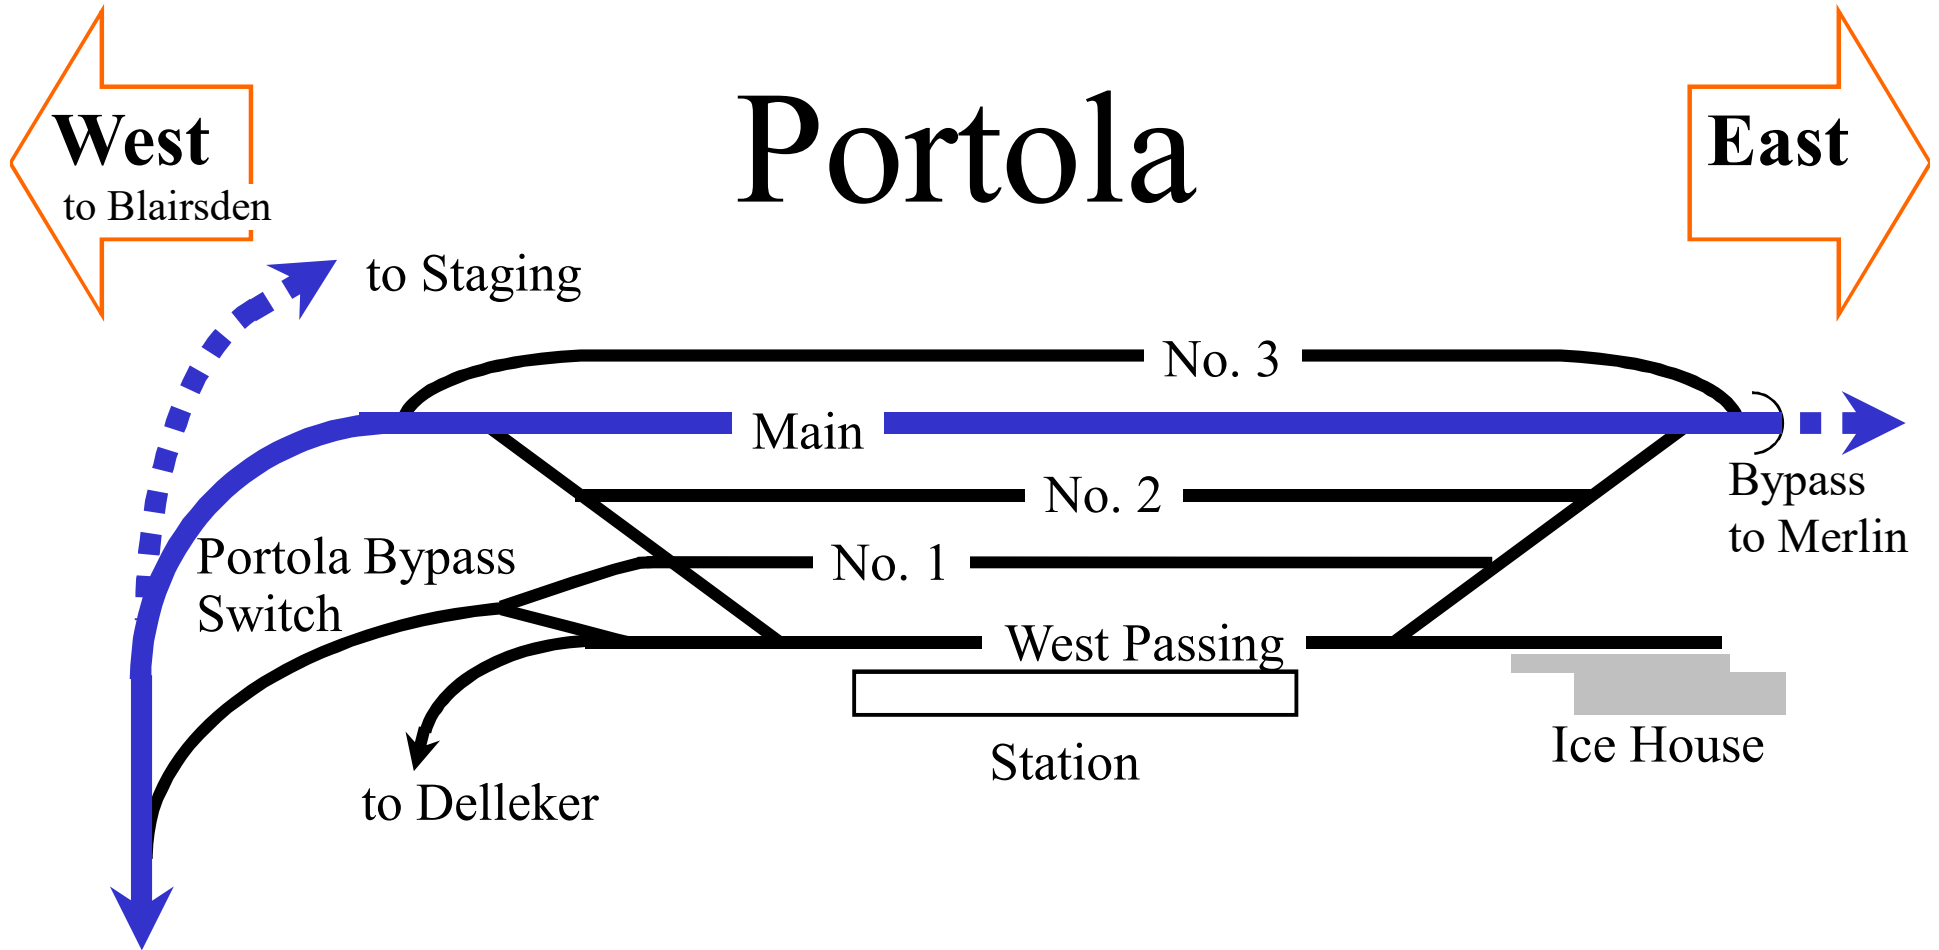 Portola
West
to Blairsden
East
to Staging
No. 3
Main
Bypass
to Merlin
No. 2
Portola Bypass
Switch
No. 1
West Passing
Station
Ice House
to Delleker